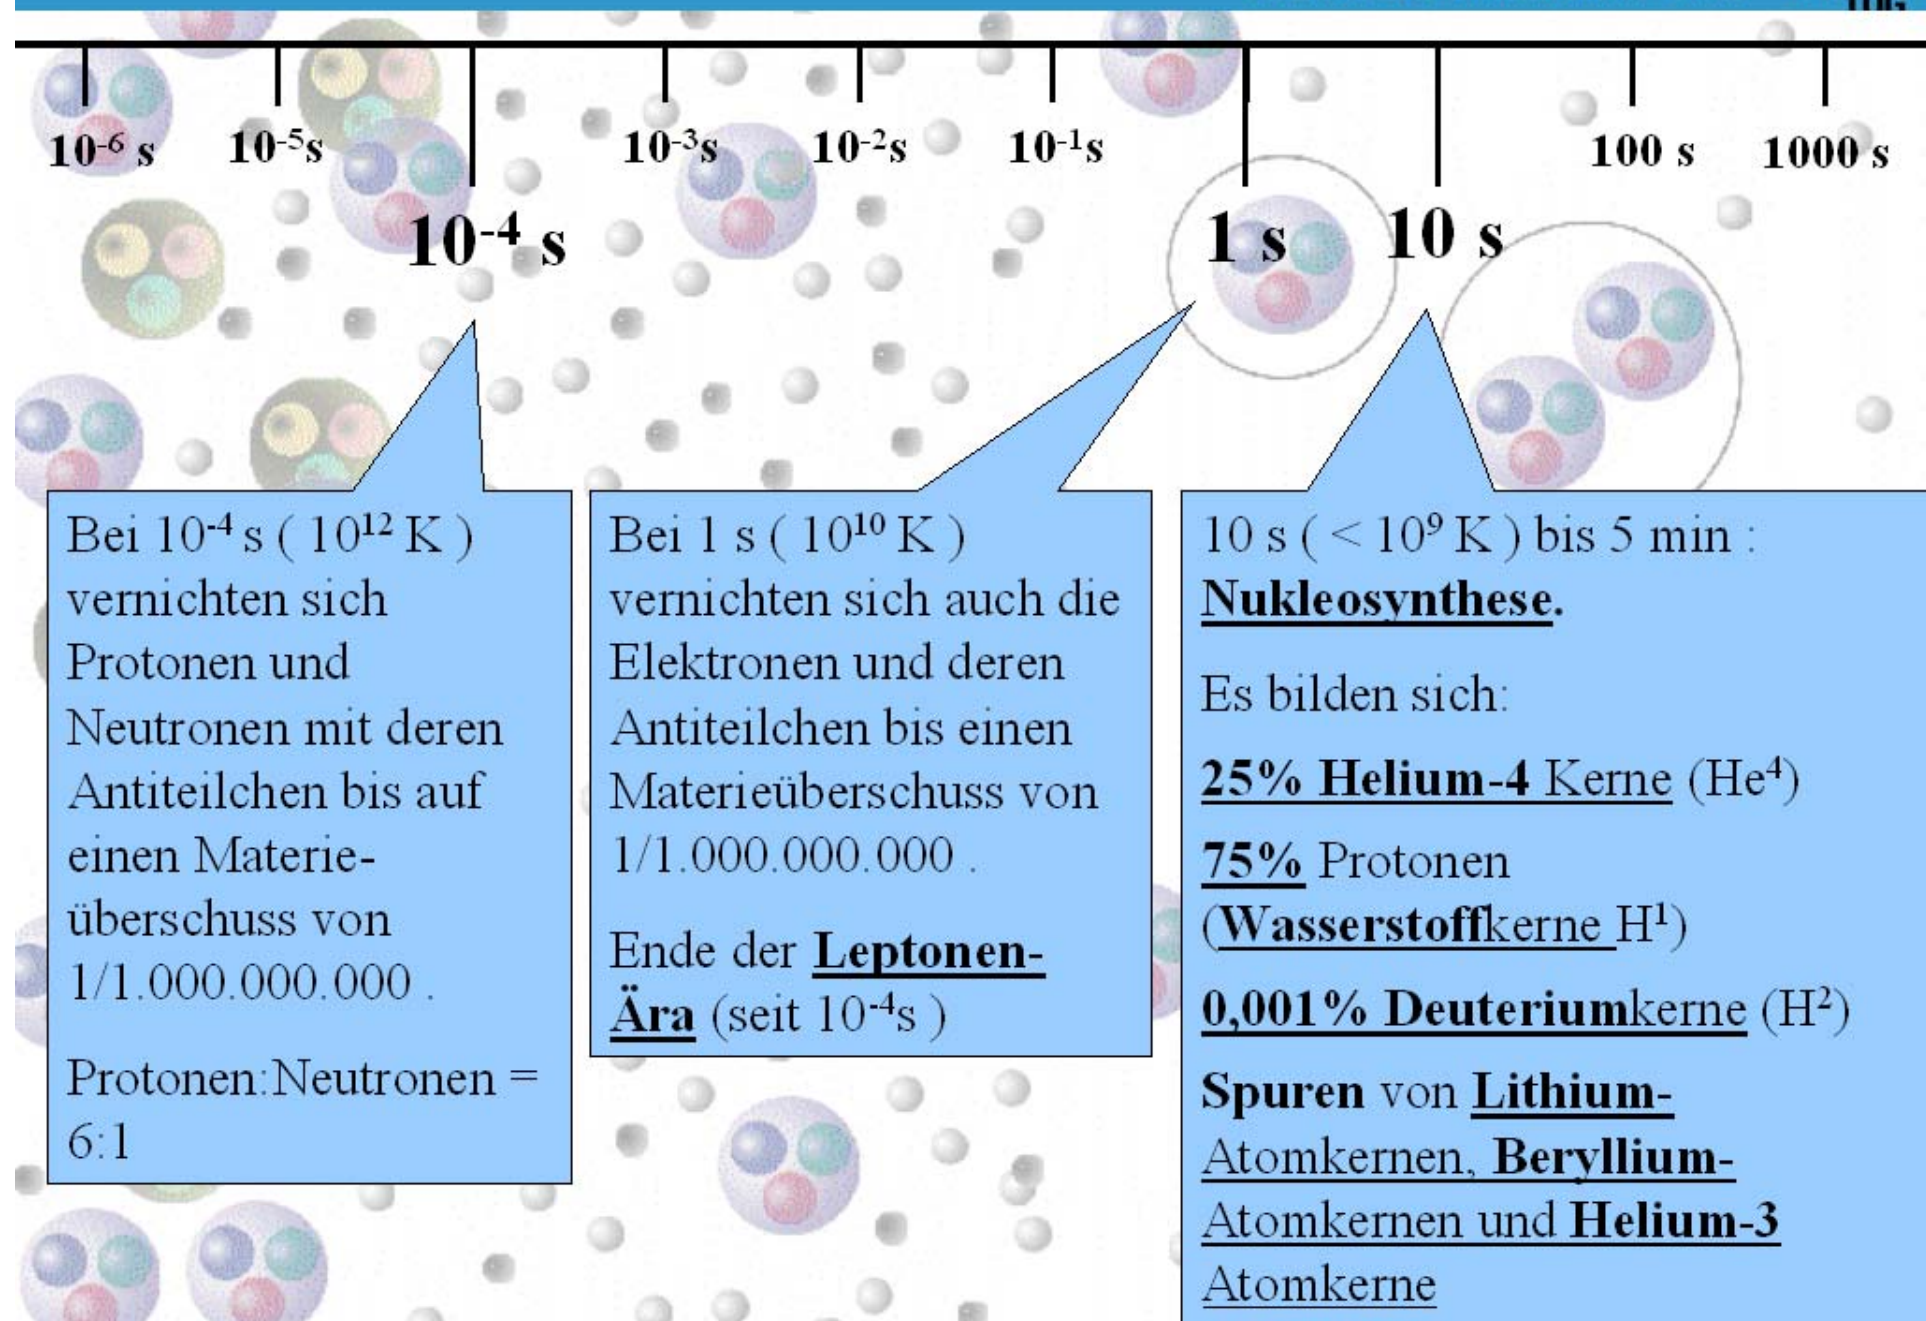 10⁻⁶ s 10⁻⁵s 10⁻³s 10⁻²s 10⁻¹s 100 s 1000 s
10⁻⁴ s 1 s 10 s
Bei 10⁻⁴ s ( 10¹² K )
vernichten sich
Protonen und
Neutronen mit deren
Antiteilchen bis auf
einen Materie-
überschuss von
1/1.000.000.000 .
Protonen:Neutronen =
6:1
Bei 1 s ( 10¹⁰ K )
vernichten sich auch die
Elektronen und deren
Antiteilchen bis einen
Materieüberschuss von
1/1.000.000.000 .
Ende der Leptonen-
Ära (seit 10⁻⁴s )
10 s ( < 10⁹ K ) bis 5 min :
Nukleosynthese.
Es bilden sich:
25% Helium-4 Kerne (He⁴)
75% Protonen
(Wasserstoffkerne H¹)
0,001% Deuteriumkerne (H²)
Spuren von Lithium-
Atomkernen, Beryllium-
Atomkernen und Helium-3
Atomkerne